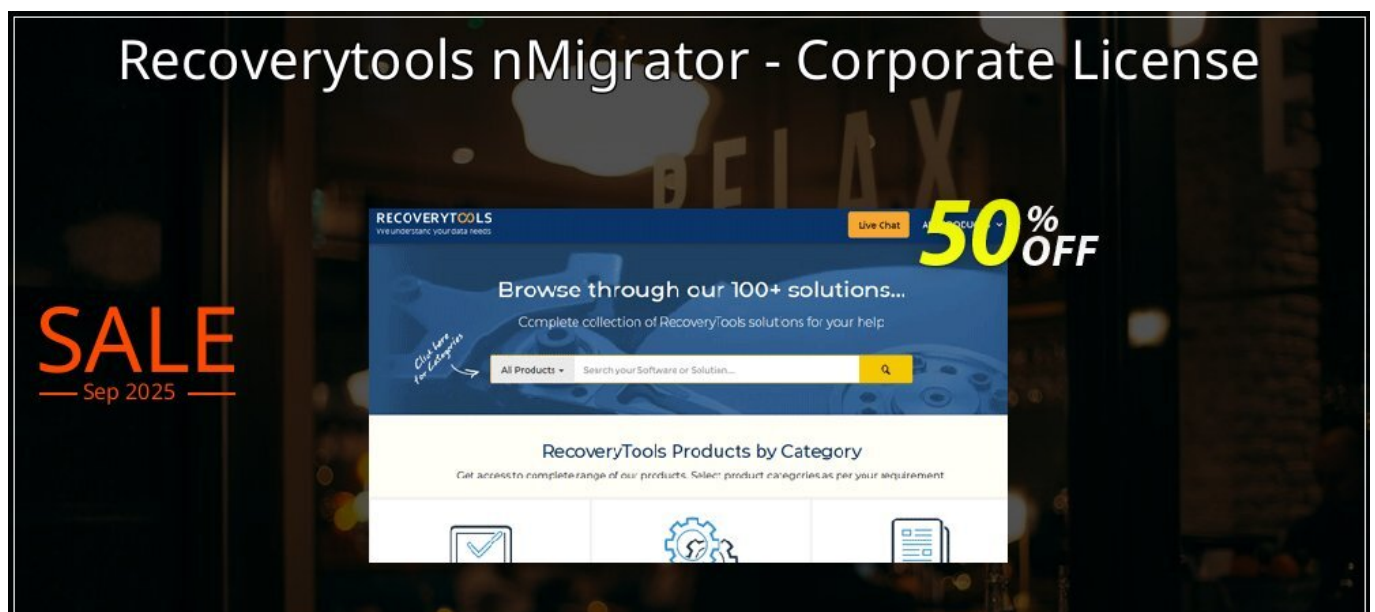 Recoverytools nMigrator - Corporate License
RELAX
RECOVERYTOOLS
We understand your data needs
Live Chat
50% OFF
Browse through our 100+ solutions...
Complete collection of RecoveryTools solutions for your help
Click here
for Categories
All Products
Search your Software or Solution...
SALE
Sep 2025
RecoveryTools Products by Category
Get access to complete range of our products. Select product categories as per your requirement